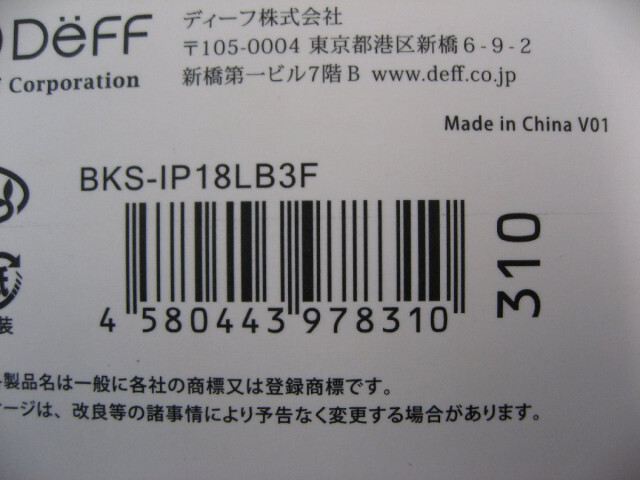 DëFF
Corporation
ディーフ株式会社
〒105-0004 東京都港区新橋6-9-2
新橋第一ビル7階B www.deff.co.jp
Made in China V01
BKS-IP18LB3F
4 580443 978310
310
紙
装
製品名は一般に各社の商標又は登録商標です。
ージは、改良等の諸事情により予告なく変更する場合があります。